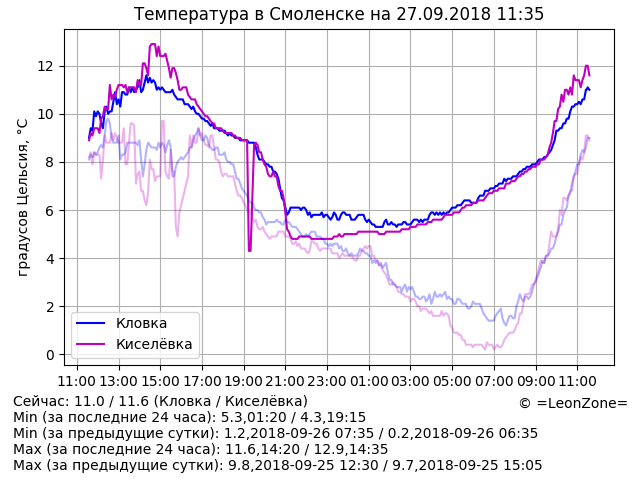 Температура в Смоленске на 27.09.2018 11:35
градусов Цельсия, °C
12
10
8
6
4
2
0
Кловка
Киселёвка
11:00 13:00 15:00 17:00 19:00 21:00 23:00 01:00 03:00 05:00 07:00 09:00 11:00
Сейчас: 11.0 / 11.6 (Кловка / Киселёвка)
© =LeonZone=
Min (за последние 24 часа): 5.3,01:20 / 4.3,19:15
Min (за предыдущие сутки): 1.2,2018-09-26 07:35 / 0.2,2018-09-26 06:35
Max (за последние 24 часа): 11.6,14:20 / 12.9,14:35
Max (за предыдущие сутки): 9.8,2018-09-25 12:30 / 9.7,2018-09-25 15:05